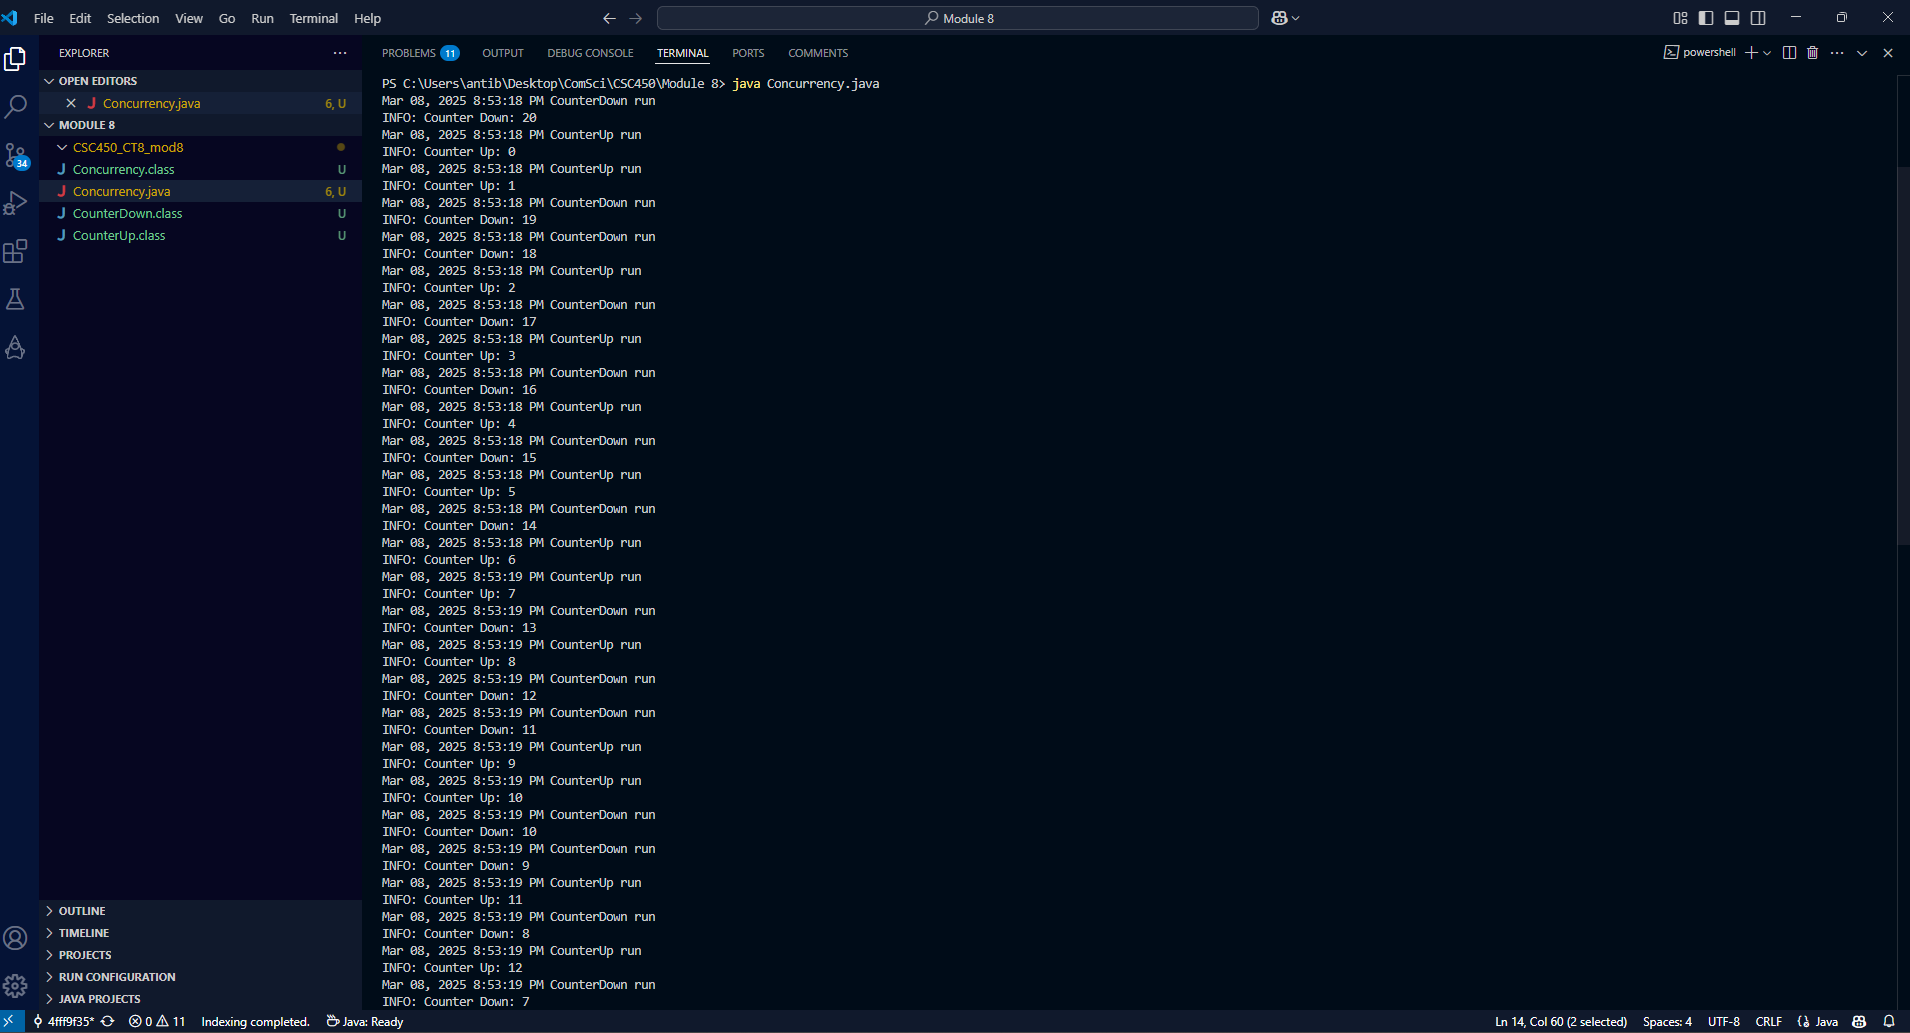 File Edit Selection View Go Run Terminal Help
Module 8
EXPLORER
OPEN EDITORS
Concurrency.java 6, U
MODULE 8
CSC450_CT8_mod8
Concurrency.class U
Concurrency.java 6, U
CounterDown.class U
CounterUp.class U
34
OUTLINE
TIMELINE
PROJECTS
RUN CONFIGURATION
JAVA PROJECTS
PROBLEMS 11 OUTPUT DEBUG CONSOLE TERMINAL PORTS COMMENTS
powershell
PS C:\Users\antib\Desktop\ComSci\CSC450\Module 8> java Concurrency.java
Mar 08, 2025 8:53:18 PM CounterDown run
INFO: Counter Down: 20
Mar 08, 2025 8:53:18 PM CounterUp run
INFO: Counter Up: 0
Mar 08, 2025 8:53:18 PM CounterUp run
INFO: Counter Up: 1
Mar 08, 2025 8:53:18 PM CounterDown run
INFO: Counter Down: 19
Mar 08, 2025 8:53:18 PM CounterDown run
INFO: Counter Down: 18
Mar 08, 2025 8:53:18 PM CounterUp run
INFO: Counter Up: 2
Mar 08, 2025 8:53:18 PM CounterDown run
INFO: Counter Down: 17
Mar 08, 2025 8:53:18 PM CounterUp run
INFO: Counter Up: 3
Mar 08, 2025 8:53:18 PM CounterDown run
INFO: Counter Down: 16
Mar 08, 2025 8:53:18 PM CounterUp run
INFO: Counter Up: 4
Mar 08, 2025 8:53:18 PM CounterDown run
INFO: Counter Down: 15
Mar 08, 2025 8:53:18 PM CounterUp run
INFO: Counter Up: 5
Mar 08, 2025 8:53:18 PM CounterDown run
INFO: Counter Down: 14
Mar 08, 2025 8:53:18 PM CounterUp run
INFO: Counter Up: 6
Mar 08, 2025 8:53:19 PM CounterUp run
INFO: Counter Up: 7
Mar 08, 2025 8:53:19 PM CounterDown run
INFO: Counter Down: 13
Mar 08, 2025 8:53:19 PM CounterUp run
INFO: Counter Up: 8
Mar 08, 2025 8:53:19 PM CounterDown run
INFO: Counter Down: 12
Mar 08, 2025 8:53:19 PM CounterDown run
INFO: Counter Down: 11
Mar 08, 2025 8:53:19 PM CounterUp run
INFO: Counter Up: 9
Mar 08, 2025 8:53:19 PM CounterUp run
INFO: Counter Up: 10
Mar 08, 2025 8:53:19 PM CounterDown run
INFO: Counter Down: 10
Mar 08, 2025 8:53:19 PM CounterDown run
INFO: Counter Down: 9
Mar 08, 2025 8:53:19 PM CounterUp run
INFO: Counter Up: 11
Mar 08, 2025 8:53:19 PM CounterDown run
INFO: Counter Down: 8
Mar 08, 2025 8:53:19 PM CounterUp run
INFO: Counter Up: 12
Mar 08, 2025 8:53:19 PM CounterDown run
INFO: Counter Down: 7
4fff9f35* 0 11 Indexing completed. Java: Ready Ln 14, Col 60 (2 selected) Spaces: 4 UTF-8 CRLF Java